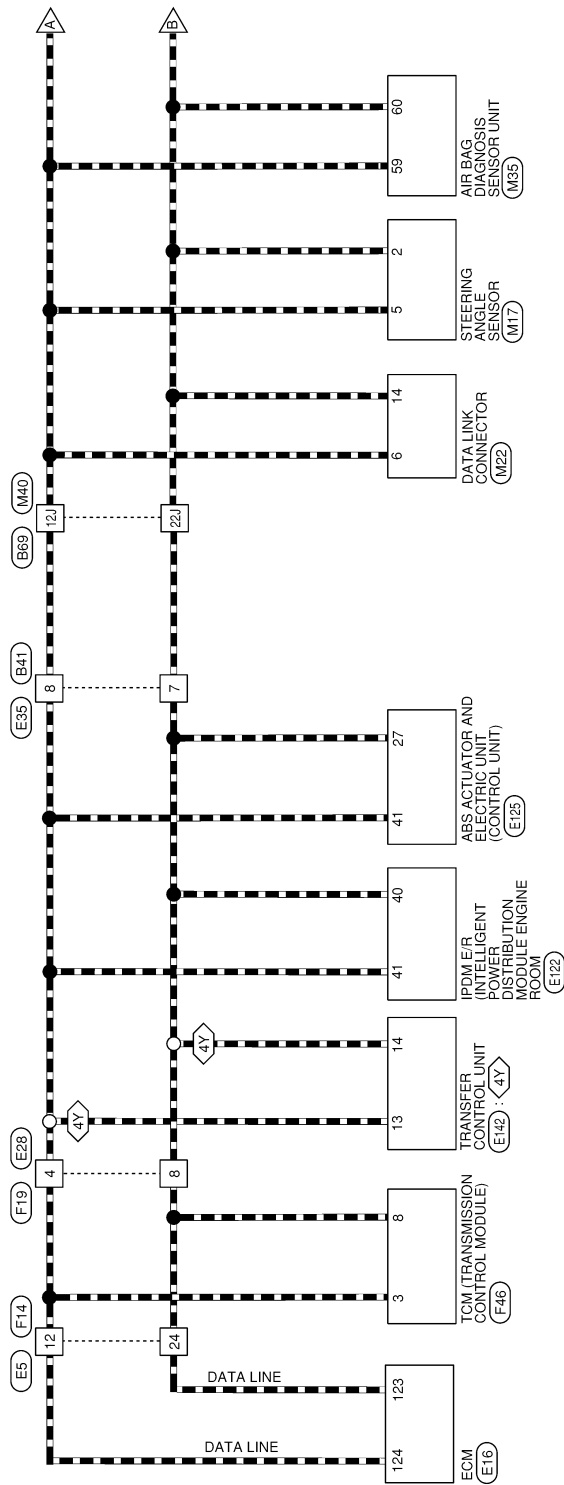 A
B
60
59
AIR BAG
DIAGNOSIS
SENSOR UNIT
M35
2
5
STEERING
ANGLE
SENSOR
M17
14
6
DATA LINK
CONNECTOR
M22
M40
B69
12J
22J
B41
E35
8
7
27
41
ABS ACTUATOR AND
ELECTRIC UNIT
(CONTROL UNIT)
E125
40
41
IPDM E/R
(INTELLIGENT
POWER
DISTRIBUTION
MODULE ENGINE
ROOM
E122
4Y
4Y
14
13
TRANSFER
CONTROL UNIT
E142 : 4Y
E28
F19
4
8
8
3
TCM (TRANSMISSION
CONTROL MODULE)
F46
F14
E5
12
24
DATA LINE
DATA LINE
123
124
ECM
E16